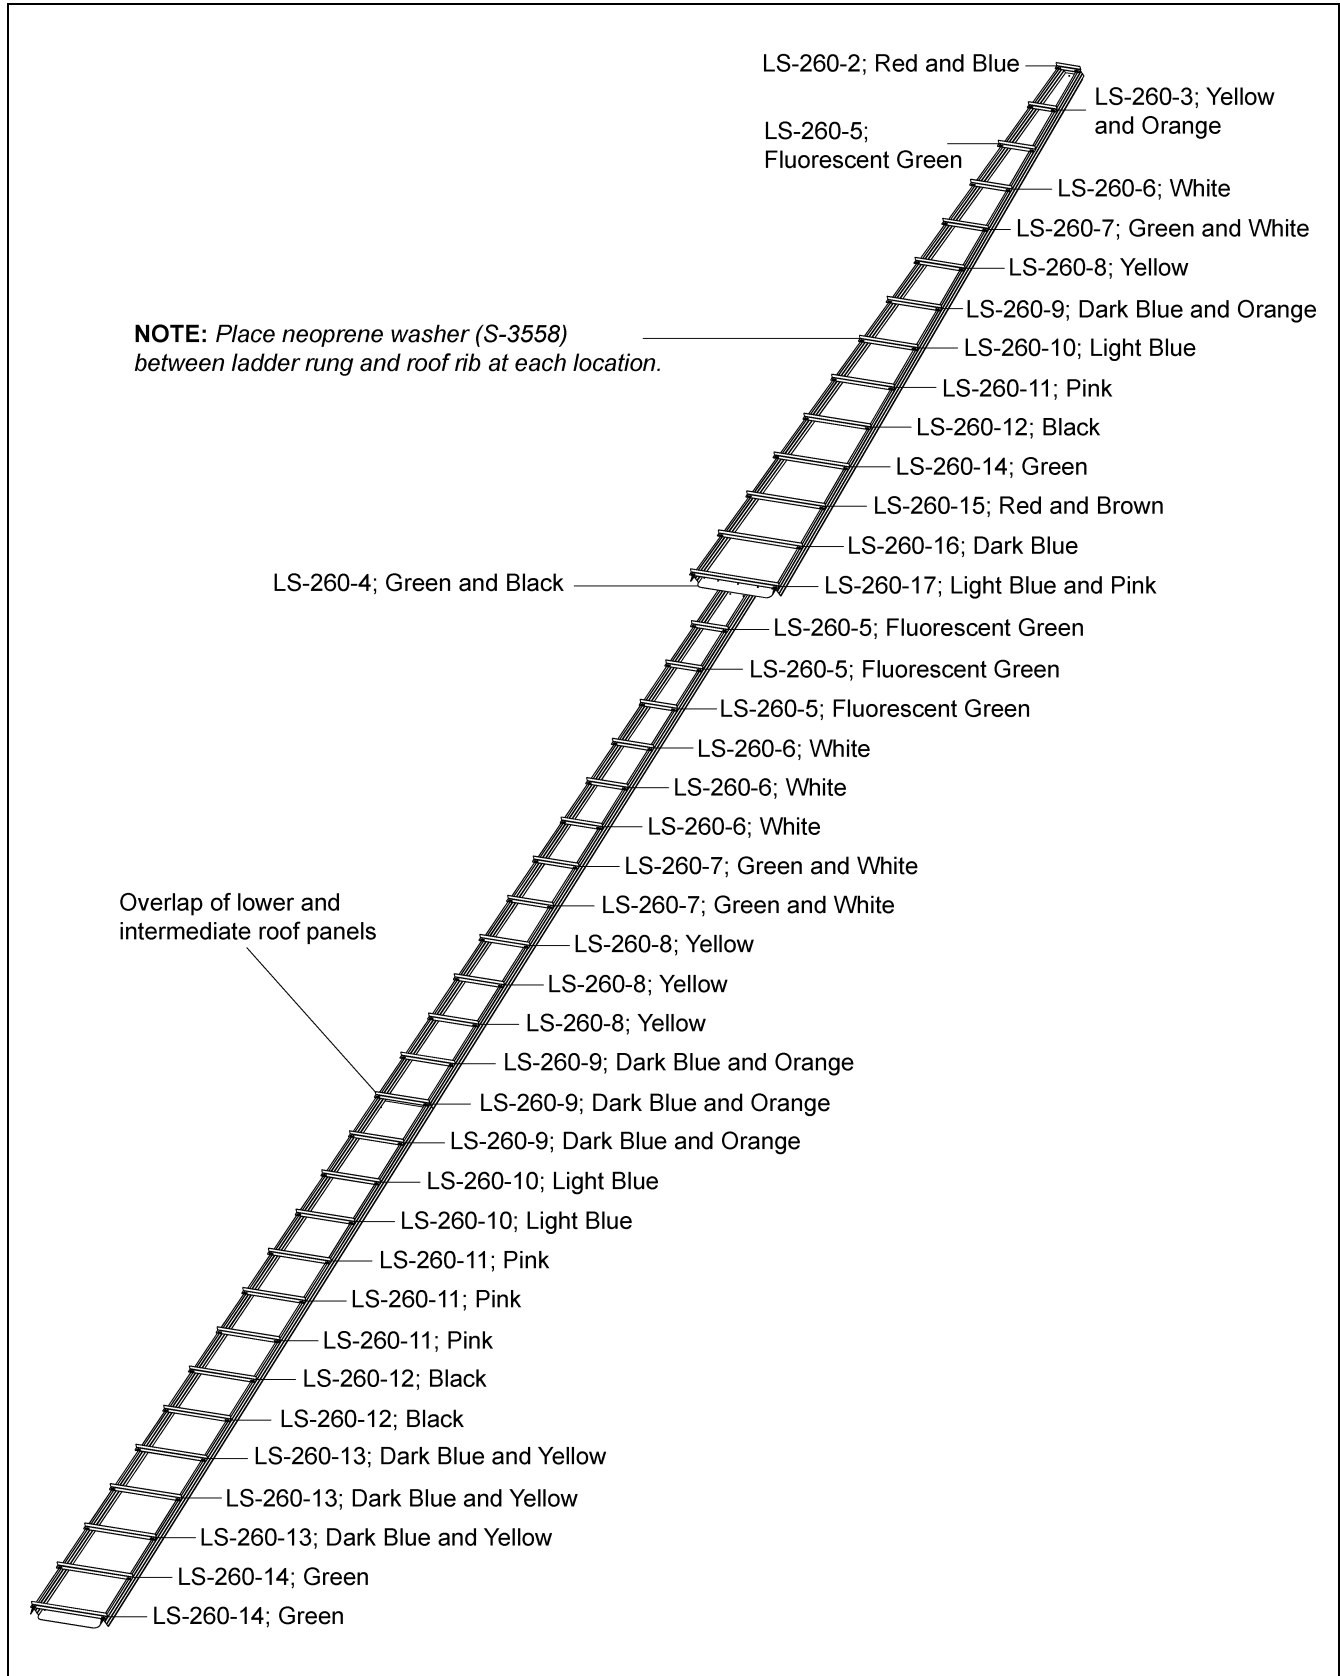 LS-260-2; Red and Blue
LS-260-3; Yellow
and Orange
LS-260-5;
Fluorescent Green
LS-260-6; White
LS-260-7; Green and White
LS-260-8; Yellow
LS-260-9; Dark Blue and Orange
NOTE: Place neoprene washer (S-3558)
between ladder rung and roof rib at each location.
LS-260-10; Light Blue
LS-260-11; Pink
LS-260-12; Black
LS-260-14; Green
LS-260-15; Red and Brown
LS-260-16; Dark Blue
LS-260-4; Green and Black
LS-260-17; Light Blue and Pink
LS-260-5; Fluorescent Green
LS-260-5; Fluorescent Green
LS-260-5; Fluorescent Green
LS-260-6; White
LS-260-6; White
LS-260-6; White
LS-260-7; Green and White
LS-260-7; Green and White
Overlap of lower and
intermediate roof panels
LS-260-8; Yellow
LS-260-8; Yellow
LS-260-8; Yellow
LS-260-9; Dark Blue and Orange
LS-260-9; Dark Blue and Orange
LS-260-9; Dark Blue and Orange
LS-260-10; Light Blue
LS-260-10; Light Blue
LS-260-11; Pink
LS-260-11; Pink
LS-260-11; Pink
LS-260-12; Black
LS-260-12; Black
LS-260-13; Dark Blue and Yellow
LS-260-13; Dark Blue and Yellow
LS-260-13; Dark Blue and Yellow
LS-260-14; Green
LS-260-14; Green